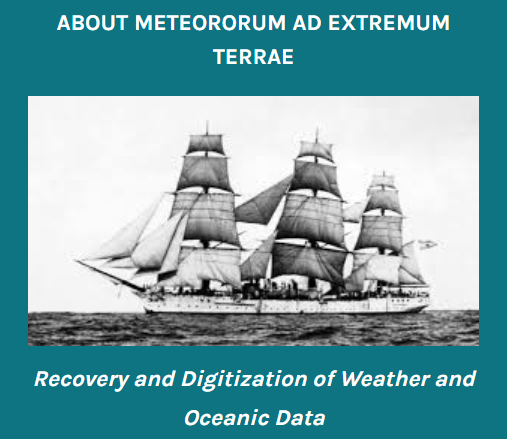 ABOUT METEORORUM AD EXTREMUM
TERRAE
Recovery and Digitization of Weather and
Oceanic Data